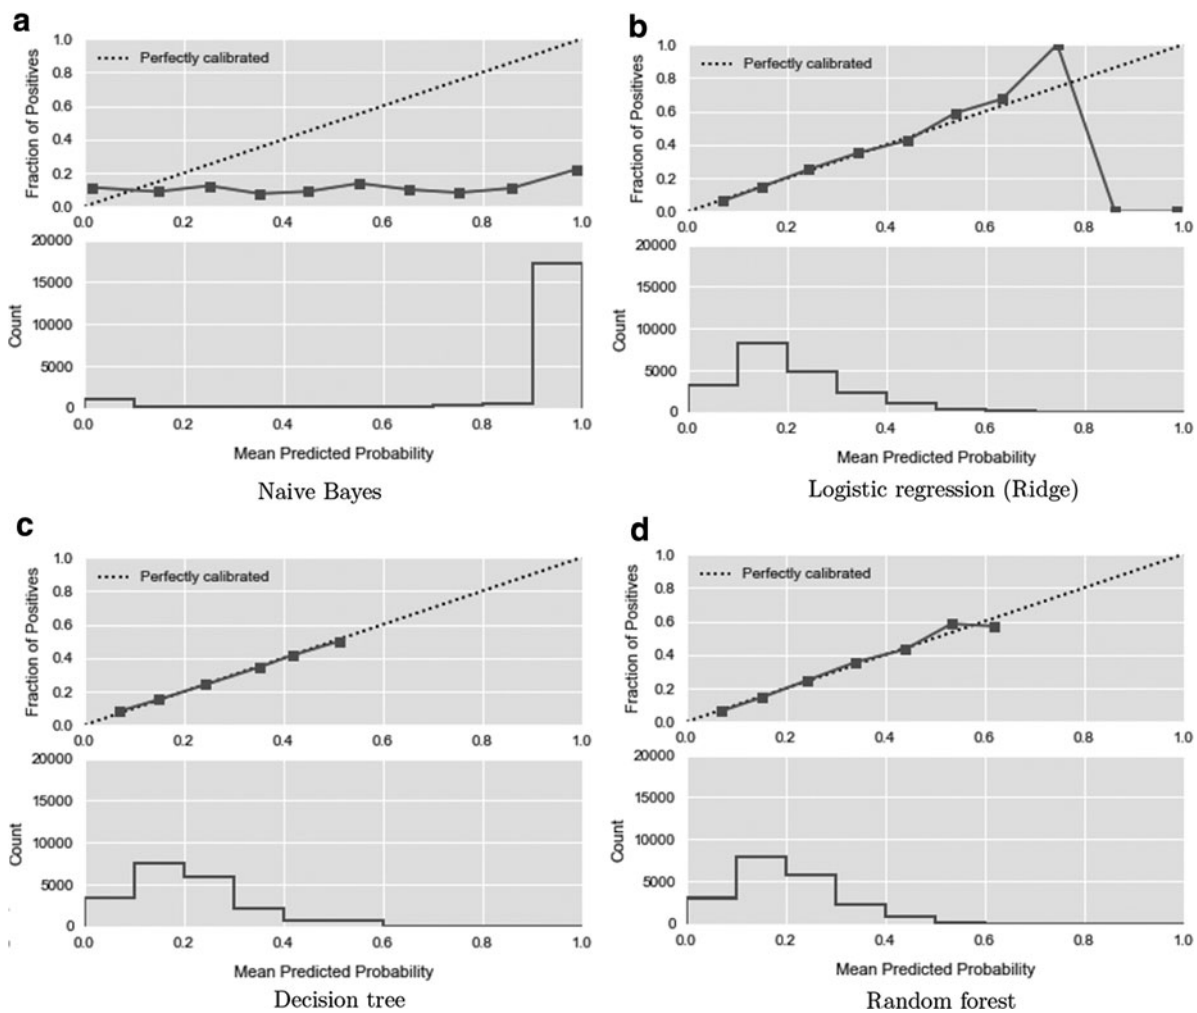 a
1.0
Perfectly calibrated
0.8
0.6
0.4
0.2
0.0
Fraction of Positives
0.0 0.2 0.4 0.6 0.8 1.0
20000
15000
10000
5000
0
Count
0.0 0.2 0.4 0.6 0.8 1.0
Mean Predicted Probability
Naive Bayes
b
1.0
Perfectly calibrated
0.8
0.6
0.4
0.2
0.0
Fraction of Positives
0.0 0.2 0.4 0.6 0.8 1.0
20000
15000
10000
5000
0
Count
0.0 0.2 0.4 0.6 0.8 1.0
Mean Predicted Probability
Logistic regression (Ridge)
c
1.0
Perfectly calibrated
0.8
0.6
0.4
0.2
0.0
Fraction of Positives
0.0 0.2 0.4 0.6 0.8 1.0
20000
15000
10000
5000
0
Count
0.0 0.2 0.4 0.6 0.8 1.0
Mean Predicted Probability
Decision tree
d
1.0
Perfectly calibrated
0.8
0.6
0.4
0.2
0.0
Fraction of Positives
0.0 0.2 0.4 0.6 0.8 1.0
20000
15000
10000
5000
0
Count
0.0 0.2 0.4 0.6 0.8 1.0
Mean Predicted Probability
Random forest